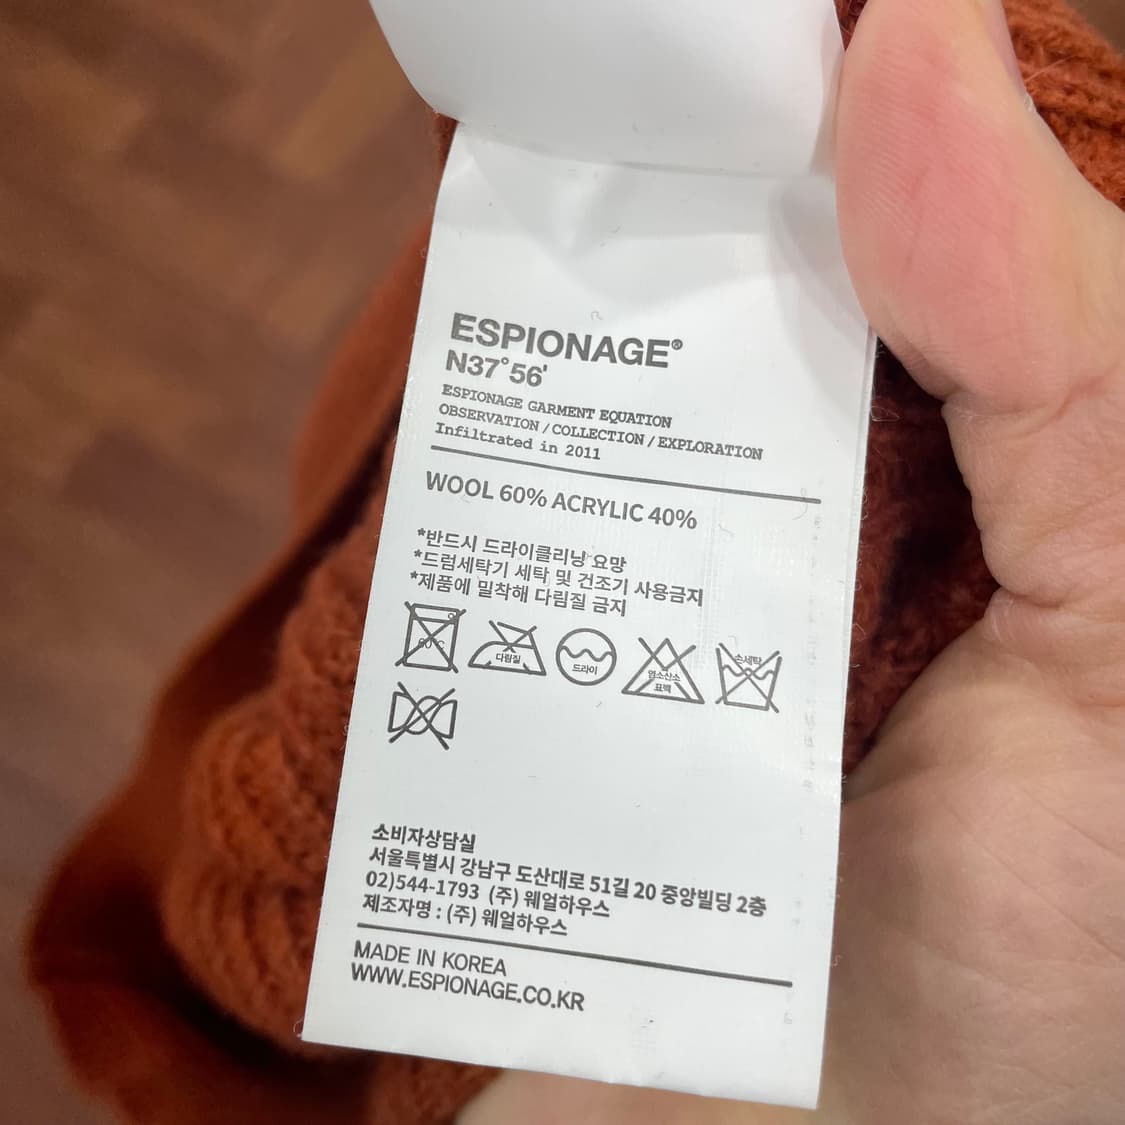 ESPIONAGE®
N37°56'
ESPIONAGE GARMENT EQUATION
OBSERVATION / COLLECTION / EXPLORATION
Infiltrated in 2011
WOOL 60% ACRYLIC 40%
*반드시 드라이클리닝 요망
*드럼세탁기 세탁 및 건조기 사용금지
*제품에 밀착해 다림질 금지
60°C 다림질 드라이 염소산소 표백 손세탁
소비자상담실
서울특별시 강남구 도산대로 51길 20 중앙빌딩 2층
02)544-1793 (주) 웨얼하우스
제조자명 : (주) 웨얼하우스
MADE IN KOREA
WWW.ESPIONAGE.CO.KR